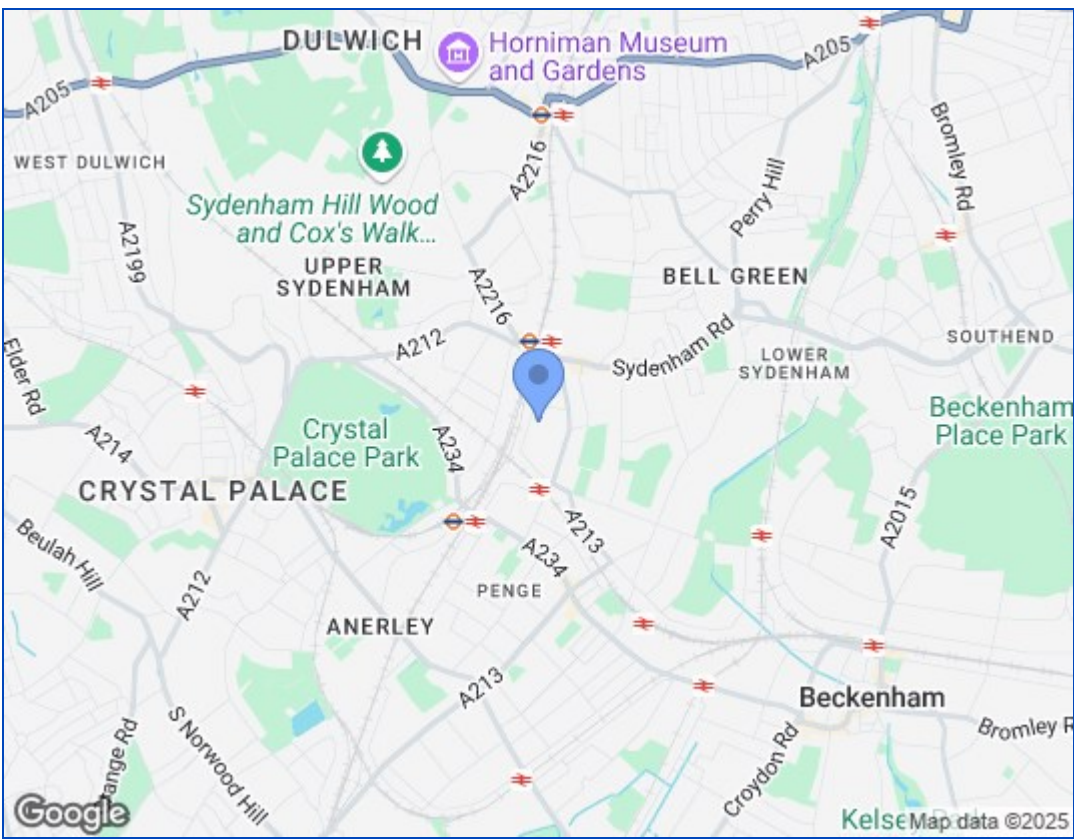 DULWICH
Horniman Museum
and Gardens
A205
A205
WEST DULWICH
A2216
Bromley Rd
Perry Hill
Sydenham Hill Wood
and Cox's Walk...
A2199
UPPER
SYDENHAM
A2216
BELL GREEN
A212
Sydenham Rd
SOUTHEND
LOWER
SYDENHAM
Elder Rd
Beckenham
Place Park
Crystal
Palace Park
A234
A214
CRYSTAL PALACE
A2015
A213
Beulah Hill
A234
A212
PENGE
ANERLEY
A213
Beckenham
Bromley R
S Norwood Hill
Croydon Rd
ange Rd
Google
Kelse
Map data ©2025